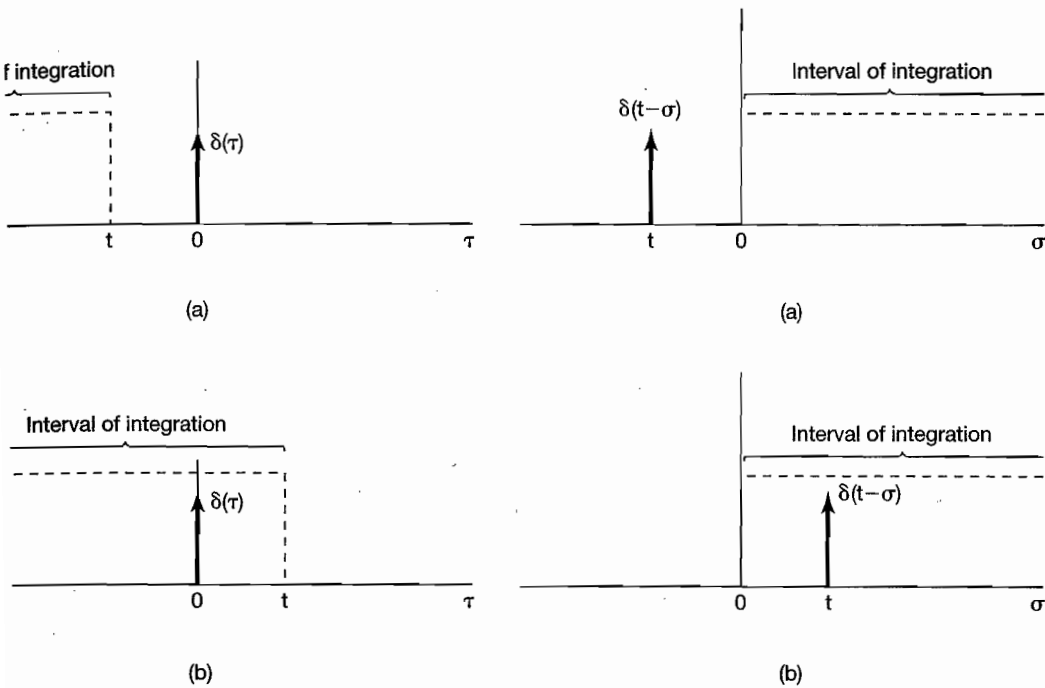 f integration
δ(τ)
t 0 τ
(a)
Interval of integration
δ(t−σ)
t 0 σ
(a)
Interval of integration
δ(τ)
0 t τ
(b)
Interval of integration
δ(t−σ)
0 t σ
(b)